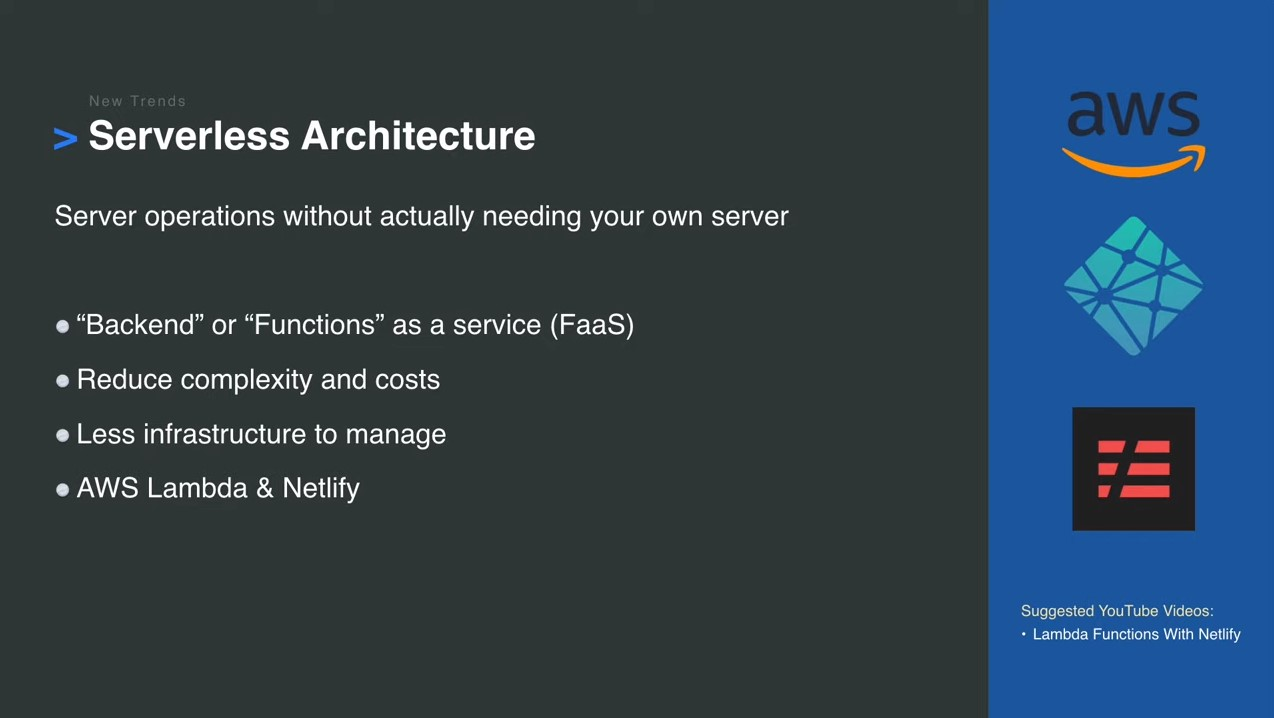 New Trends
> Serverless Architecture
Server operations without actually needing your own server
“Backend” or “Functions” as a service (FaaS)
Reduce complexity and costs
Less infrastructure to manage
AWS Lambda & Netlify
aws
Suggested YouTube Videos:
• Lambda Functions With Netlify